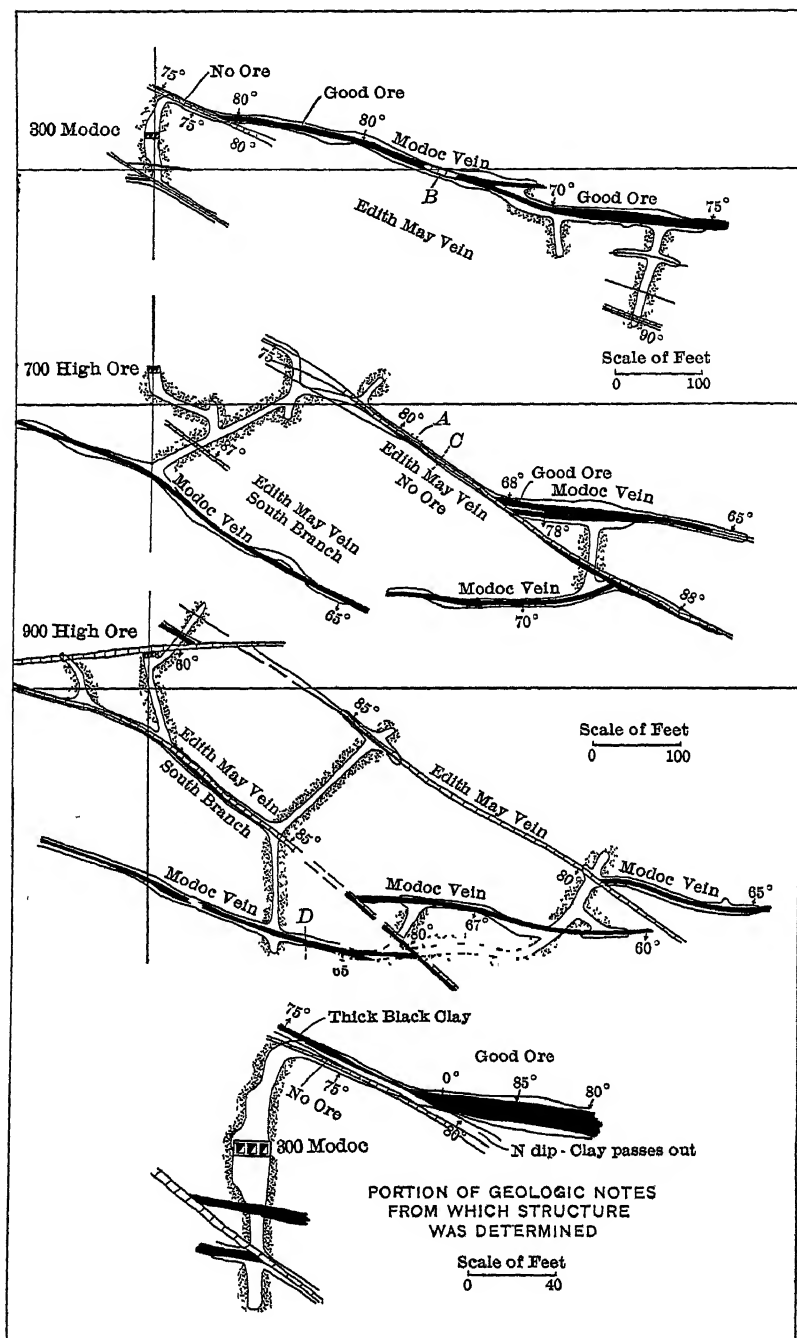 75°
No Ore
80°
Good Ore
80°
300 Modoc
75°
80°
Modoc Vein
B
70°
Good Ore
75°
Edith May Vein
90°
Scale of Feet
0 100
700 High Ore
75
80°
A
C
87°
Edith May Vein
No Ore
68°
Good Ore
Modoc Vein
65°
78°
Edith May Vein
South Branch
Modoc Vein
65°
Modoc Vein
70°
88°
900 High Ore
60°
85°
Scale of Feet
0 100
Edith May Vein
South Branch
85°
Edith May Vein
Modoc Vein
D
65
Modoc Vein
67°
80°
80
Modoc Vein
65°
60°
75°
Thick Black Clay
Good Ore
No Ore
75°
0°
85°
80°
80°
N dip - Clay passes out
300 Modoc
PORTION OF GEOLOGIC NOTES
FROM WHICH STRUCTURE
WAS DETERMINED
Scale of Feet
0 40